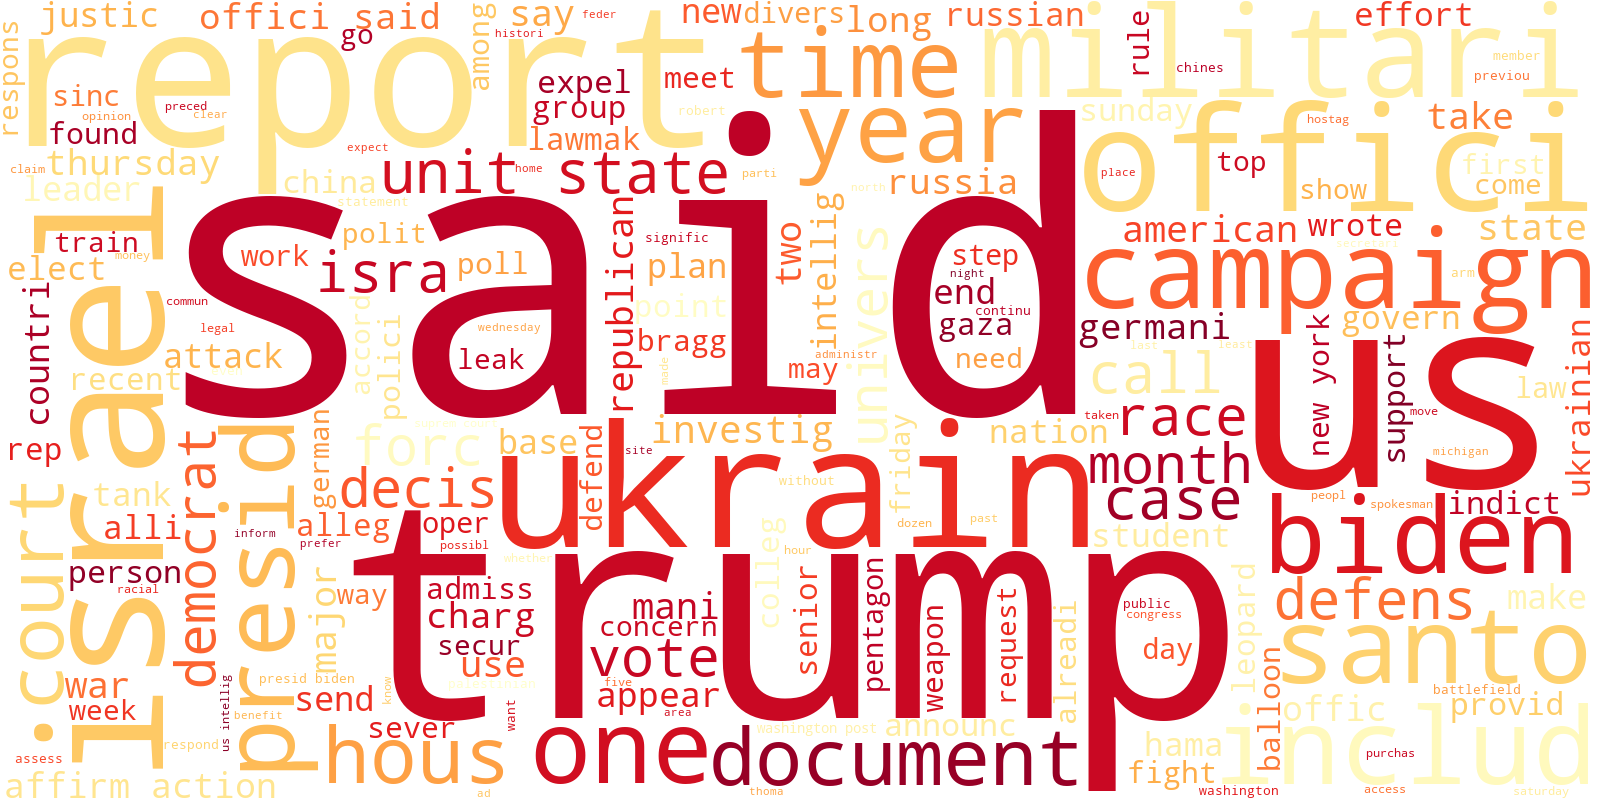 justic
offici
said
go
say
feder
histori
new
divers
long
russian
effort
respons
report
among
time
militari
rule
chines
member
previou
sinc
opinion
preced
clear
found
expel
group
lawmak
meet
robert
year
sunday
offici
hostag
take
claim
thursday
leader
expect
china
statement
unit state
home
parti
north
russia
place
top
show
first
come
israel
train
money
elect
work
isra
polit
poll
said
republican
signific
plan
two
intellig
univers
step
night
end
continu
gaza
need
american
wrote
state
campaign
arm
germani
govern
countri
commun
legal
attack
recent
accord
polici
wednesday
leak
point
bragg
made
may
administr
call
last
least
us
new york
support
law
move
ukrainian
rep
court
tank
alli
democrat
presid
german
forc
decis
base
defend
site
investig
ukrain
without
friday
nation
dozen
past
race
taken
month
case
student
michigan
peopl
spokesman
indict
biden
person
racial
inform
prefer
alleg
oper
possibl
whether
colleg
hour
major
way
trump
admiss
charg
secur
use
mani
concern
vote
senior
pentagon
weapon
request
alreadi
public
congress
day
leopard
defens
make
santo
war
week
us intellig
presid biden
benefit
respond
send
know
sever
want
five
appear
area
washington post
announc
balloon
offic
battlefield
provid
assess
affirm action
hous
ad
one
document
thoma
hama
fight
washington
includ
purchas
access
saturday